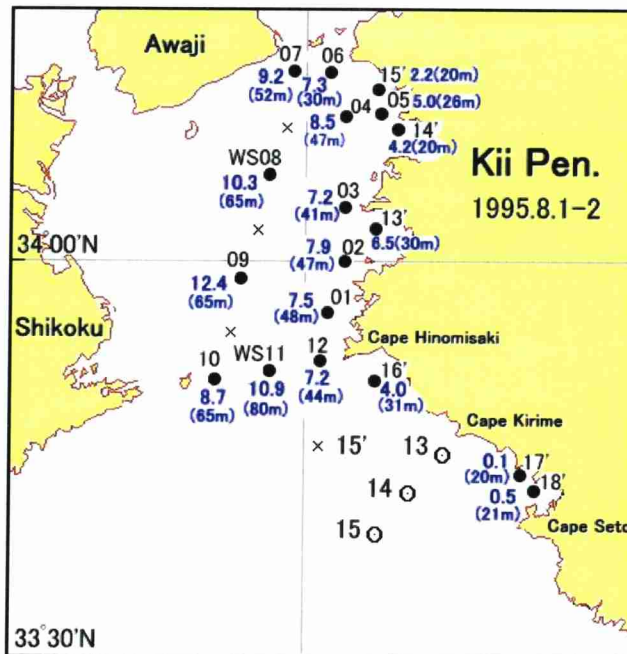 Awaji
07
06
9.2
(52m)
7.3
(30m)
15' 2.2(20m)
04
05
5.0(26m)
8.5
(47m)
14'
4.2(20m)
WS08
10.3
(65m)
Kii Pen.
1995.8.1-2
03
7.2
(41m)
13'
6.5(30m)
34°00'N
02
7.9
(47m)
09
12.4
(65m)
01
7.5
(48m)
Shikoku
Cape Hinomisaki
WS11
12
10
16'
8.7
(65m)
10.9
(80m)
7.2
(44m)
4.0
(31m)
Cape Kirime
15'
13
0.1
(20m)
17'
14
0.5
(21m)
18'
15
Cape Seto
33°30'N